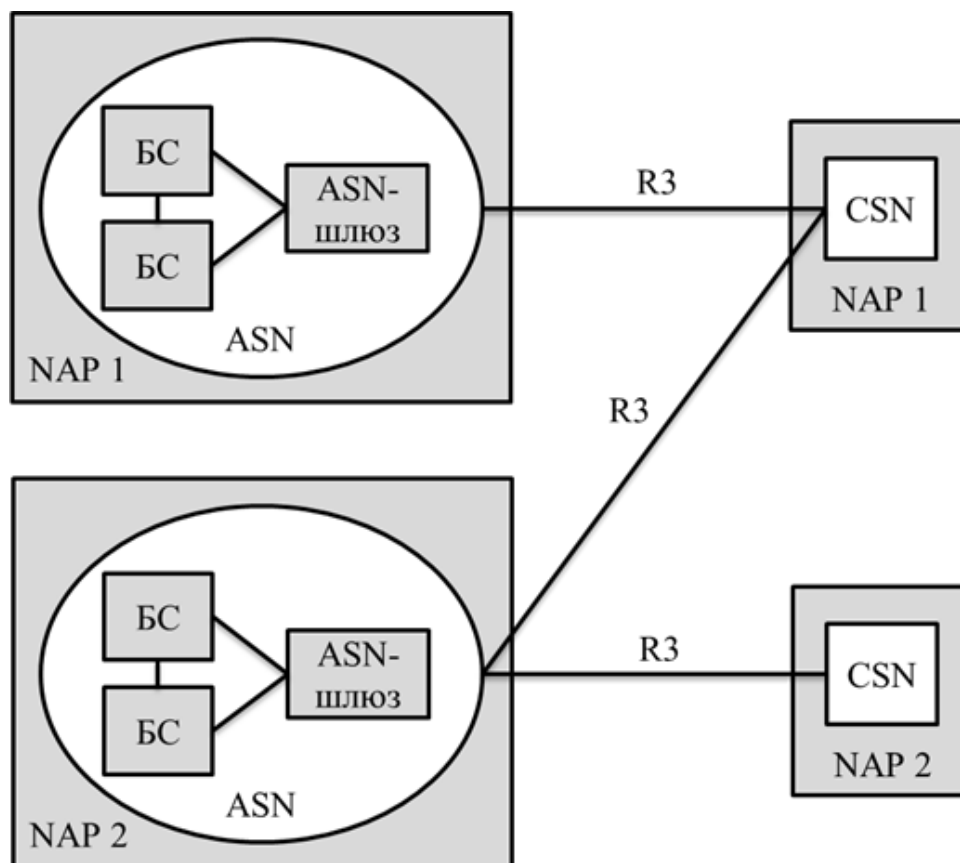 БС
БС
ASN-
шлюз
ASN
NAP 1
R3
CSN
NAP 1
R3
БС
БС
ASN-
шлюз
ASN
NAP 2
R3
CSN
NAP 2